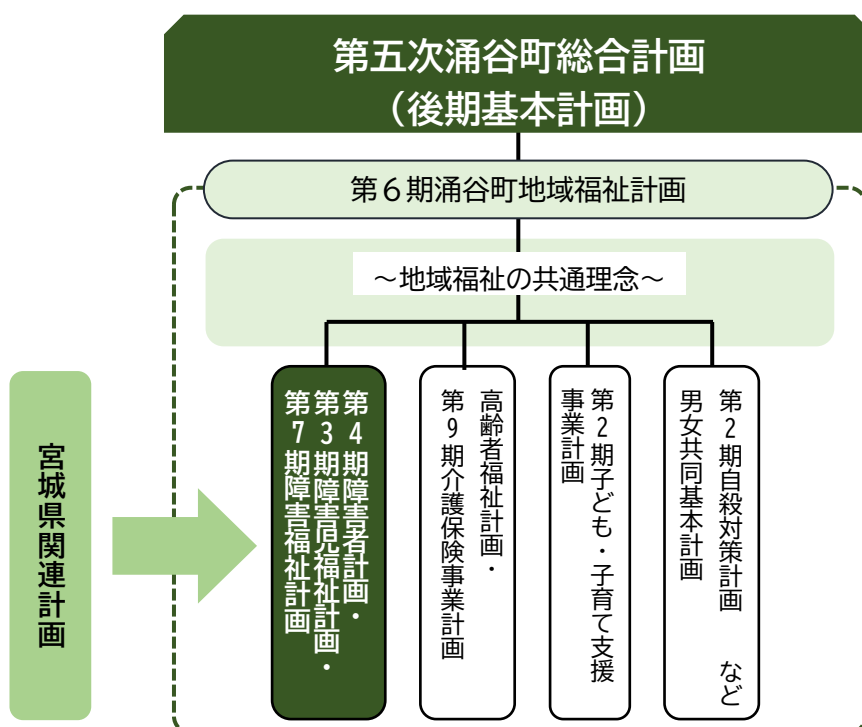 第五次涌谷町総合計画
（後期基本計画）
第６期涌谷町地域福祉計画
～地域福祉の共通理念～
宮城県関連計画
第4期障害者計画・
第3期障害児福祉計画・
第7期障害福祉計画
高齢者福祉計画・
第9期介護保険事業計画
第2期子ども・子育て支援
事業計画
第2期自殺対策計画　など
男女共同基本計画